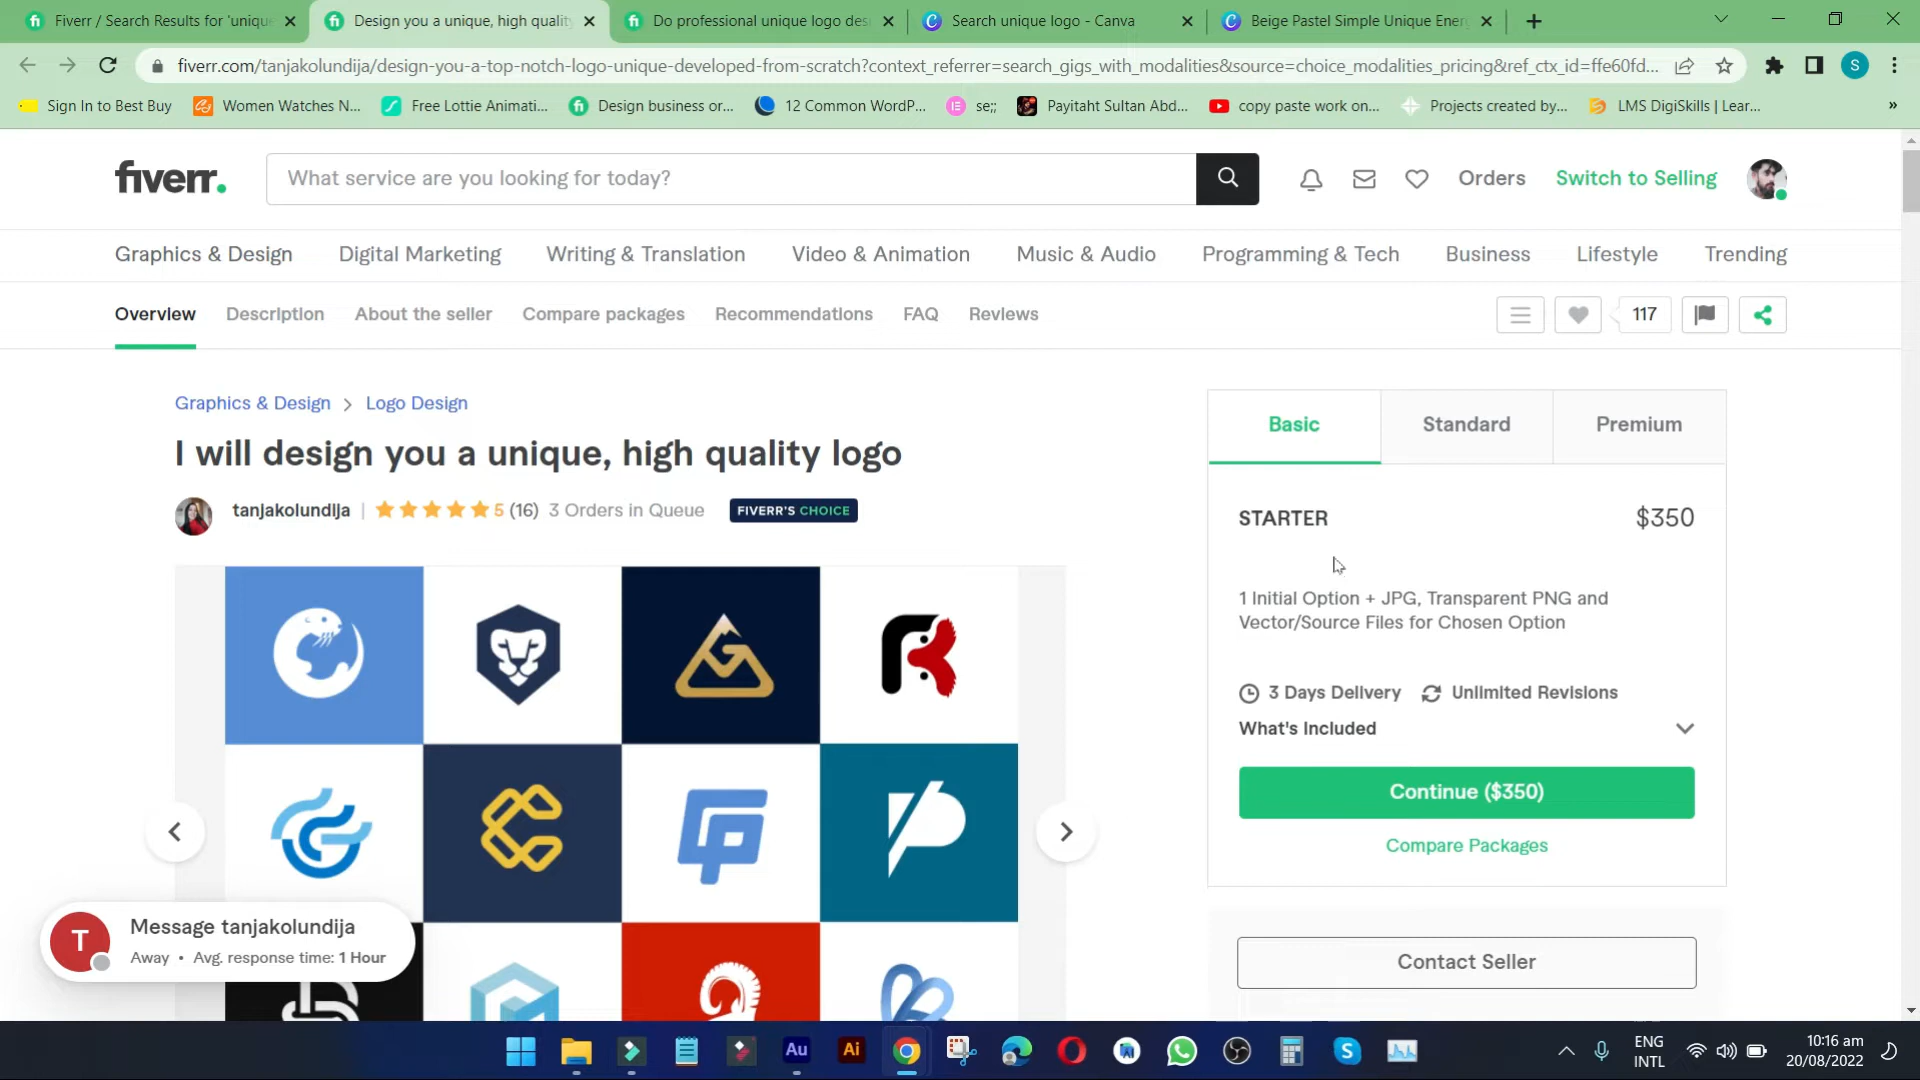 Fiverr / Search Results for 'unique
Design you a unique, high quality
Do professional unique logo des
Search unique logo - Canva
Beige Pastel Simple Unique Ener
fiverr.com/tanjakolundija/design-you-a-top-notch-logo-unique-developed-from-scratch?context_referrer=search_gigs_with_modalities&source=choice_modalities_pricing&ref_ctx_id=ffe60fd...
S
Sign In to Best Buy
Women Watches N...
Free Lottie Animati...
Design business or...
12 Common WordP...
se;;
Payitaht Sultan Abd...
copy paste work on...
Projects created by...
LMS DigiSkills | Lear...
»
fiverr.
What service are you looking for today?
Orders
Switch to Selling
Graphics & Design
Digital Marketing
Writing & Translation
Video & Animation
Music & Audio
Programming & Tech
Business
Lifestyle
Trending
Overview
Description
About the seller
Compare packages
Recommendations
FAQ
Reviews
117
Graphics & Design > Logo Design
I will design you a unique, high quality logo
tanjakolundija | 5 (16) 3 Orders in Queue
FIVERR'S CHOICE
Basic
Standard
Premium
STARTER
$350
1 Initial Option + JPG, Transparent PNG and
Vector/Source Files for Chosen Option
3 Days Delivery
Unlimited Revisions
What's Included
Continue ($350)
Compare Packages
Contact Seller
T
Message tanjakolundija
Away • Avg. response time: 1 Hour
Au
Ai
ENG
INTL
10:16 am
20/08/2022